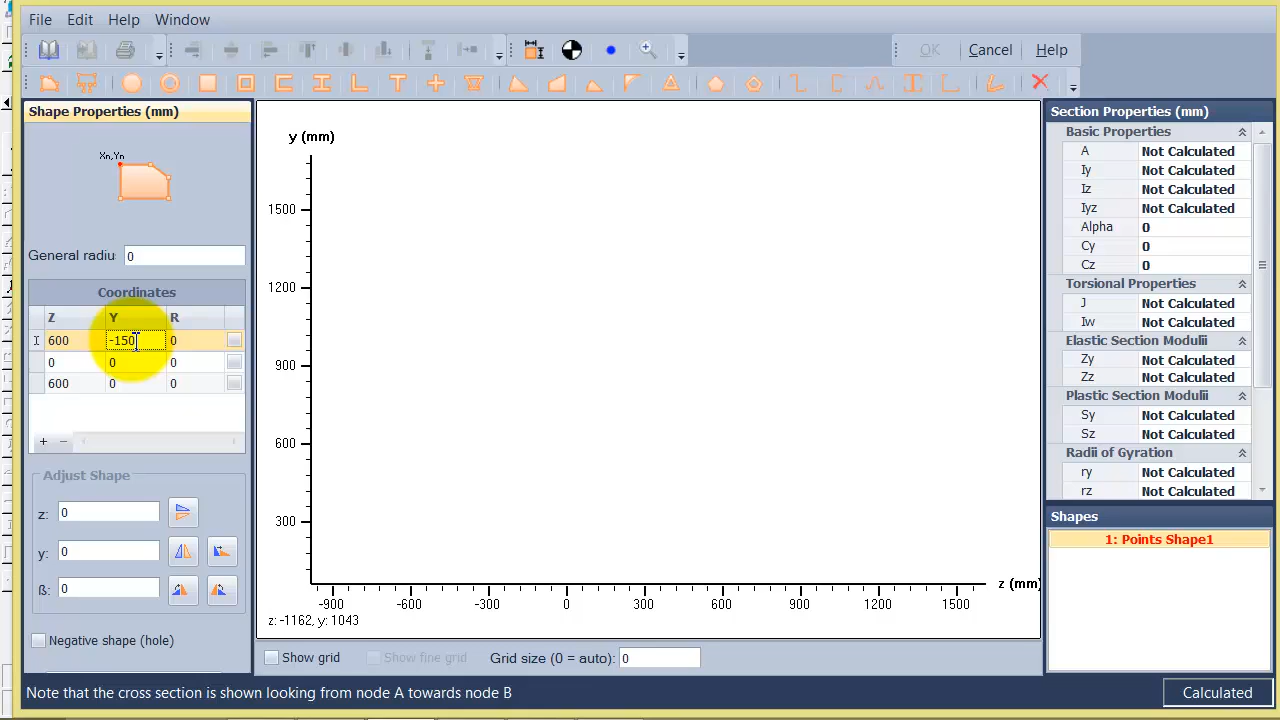 File Edit Help Window
OK Cancel Help
Shape Properties (mm)
Xn,Yn
General radiu 0
Coordinates
Z Y R
600 -150 0
0 0 0
600 0 0
+ −
Adjust Shape
z: 0
y: 0
ß: 0
Negative shape (hole)
y (mm)
1500
1200
900
600
300
z (mm)
-900 -600 -300 0 300 600 900 1200 1500
z: -1162, y: 1043
Show grid Show fine grid Grid size (0 = auto): 0
Section Properties (mm)
Basic Properties
A Not Calculated
Iy Not Calculated
Iz Not Calculated
Iyz Not Calculated
Alpha 0
Cy 0
Cz 0
Torsional Properties
J Not Calculated
Iw Not Calculated
Elastic Section Modulii
Zy Not Calculated
Zz Not Calculated
Plastic Section Modulii
Sy Not Calculated
Sz Not Calculated
Radii of Gyration
ry Not Calculated
rz Not Calculated
Shapes
1: Points Shape1
Note that the cross section is shown looking from node A towards node B
Calculated